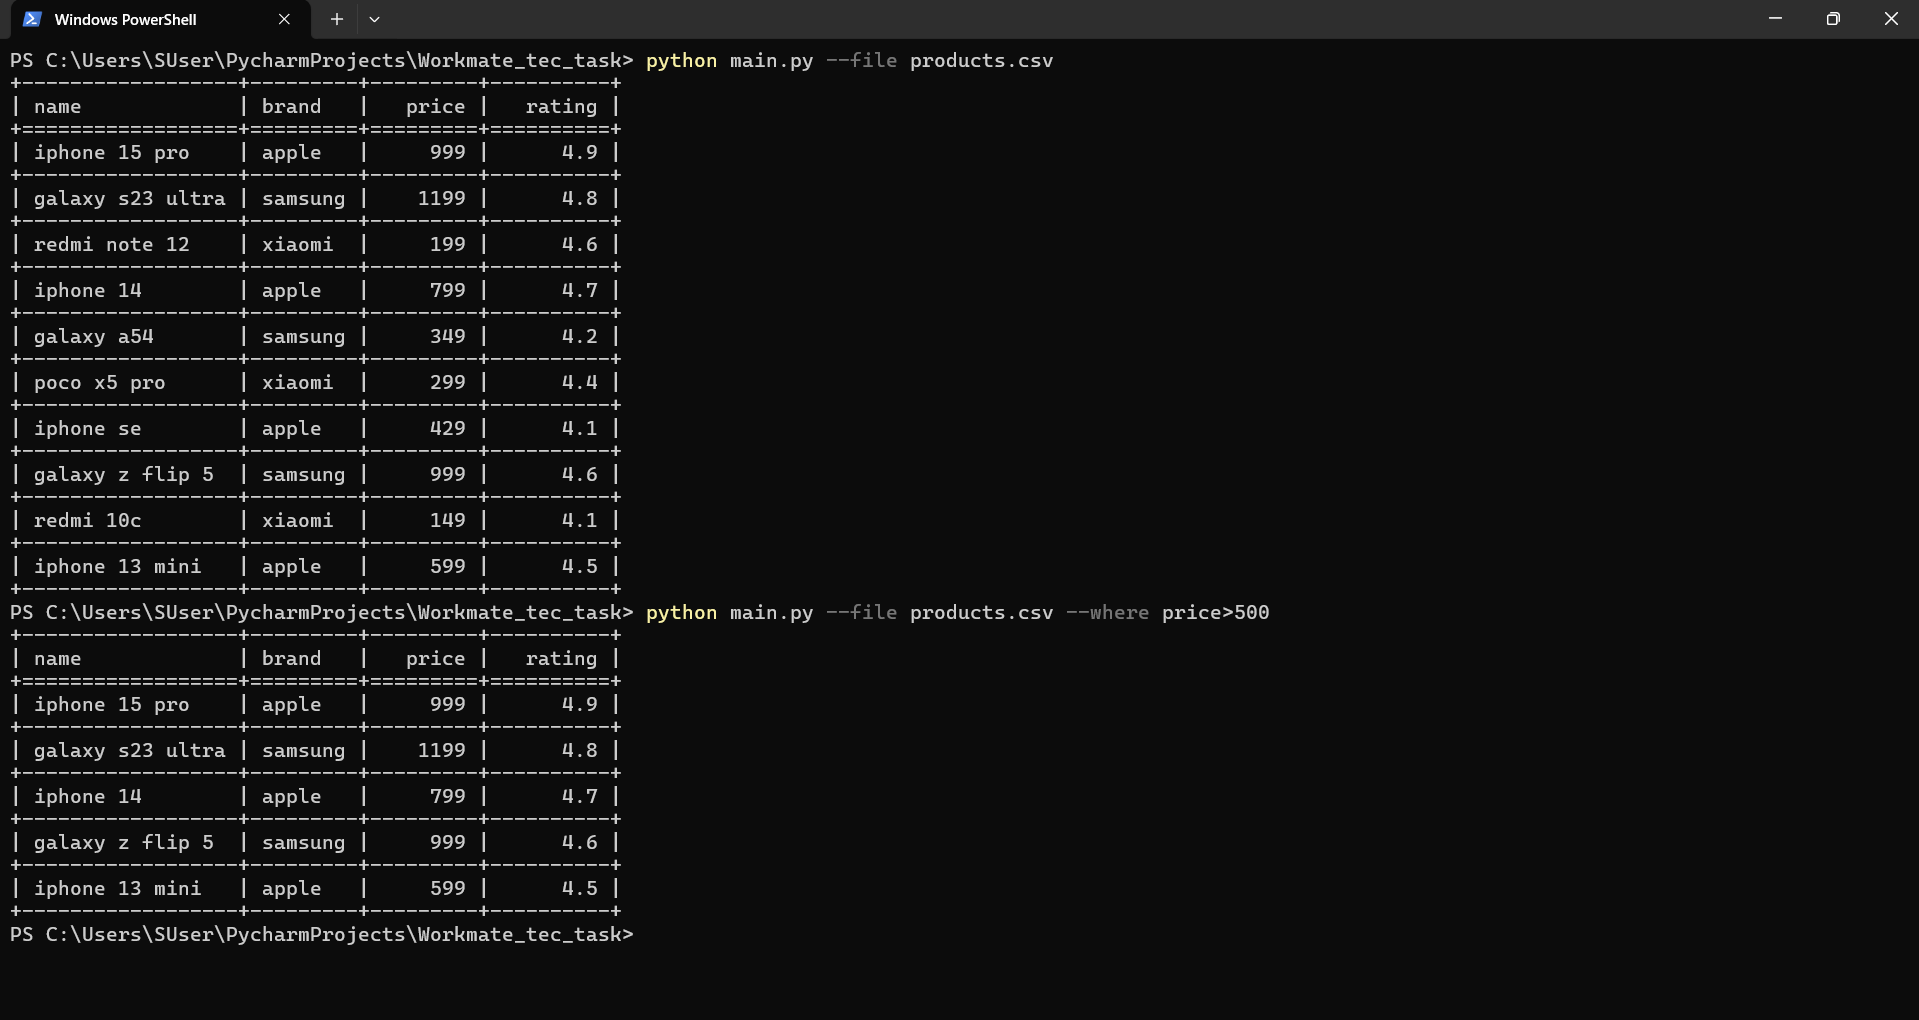 Windows PowerShell
PS C:\Users\SUser\PycharmProjects\Workmate_tec_task> python main.py --file products.csv
+------------------+---------+---------+----------+
| name             | brand   |   price |   rating |
+==================+=========+=========+==========+
| iphone 15 pro    | apple   |     999 |      4.9 |
+------------------+---------+---------+----------+
| galaxy s23 ultra | samsung |    1199 |      4.8 |
+------------------+---------+---------+----------+
| redmi note 12    | xiaomi  |     199 |      4.6 |
+------------------+---------+---------+----------+
| iphone 14        | apple   |     799 |      4.7 |
+------------------+---------+---------+----------+
| galaxy a54       | samsung |     349 |      4.2 |
+------------------+---------+---------+----------+
| poco x5 pro      | xiaomi  |     299 |      4.4 |
+------------------+---------+---------+----------+
| iphone se        | apple   |     429 |      4.1 |
+------------------+---------+---------+----------+
| galaxy z flip 5  | samsung |     999 |      4.6 |
+------------------+---------+---------+----------+
| redmi 10c        | xiaomi  |     149 |      4.1 |
+------------------+---------+---------+----------+
| iphone 13 mini   | apple   |     599 |      4.5 |
+------------------+---------+---------+----------+
PS C:\Users\SUser\PycharmProjects\Workmate_tec_task> python main.py --file products.csv --where price>500
+------------------+---------+---------+----------+
| name             | brand   |   price |   rating |
+==================+=========+=========+==========+
| iphone 15 pro    | apple   |     999 |      4.9 |
+------------------+---------+---------+----------+
| galaxy s23 ultra | samsung |    1199 |      4.8 |
+------------------+---------+---------+----------+
| iphone 14        | apple   |     799 |      4.7 |
+------------------+---------+---------+----------+
| galaxy z flip 5  | samsung |     999 |      4.6 |
+------------------+---------+---------+----------+
| iphone 13 mini   | apple   |     599 |      4.5 |
+------------------+---------+---------+----------+
PS C:\Users\SUser\PycharmProjects\Workmate_tec_task>